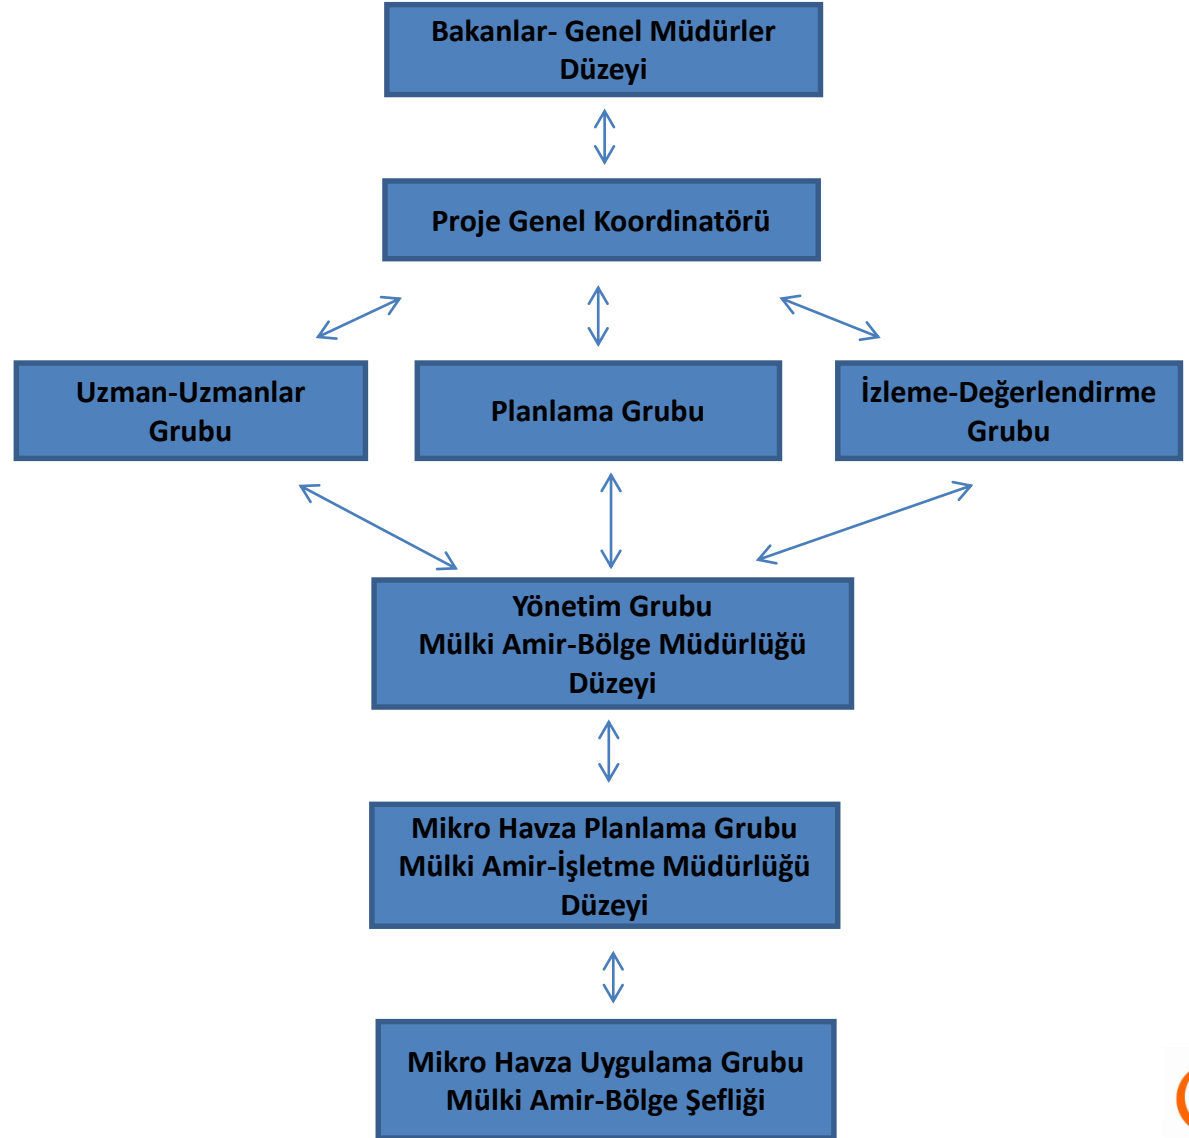 Bakanlar- Genel Müdürler
Düzeyi
Proje Genel Koordinatörü
Uzman-Uzmanlar
Grubu
Planlama Grubu
İzleme-Değerlendirme
Grubu
Yönetim Grubu
Mülki Amir-Bölge Müdürlüğü
Düzeyi
Mikro Havza Planlama Grubu
Mülki Amir-İşletme Müdürlüğü
Düzeyi
Mikro Havza Uygulama Grubu
Mülki Amir-Bölge Şefliği